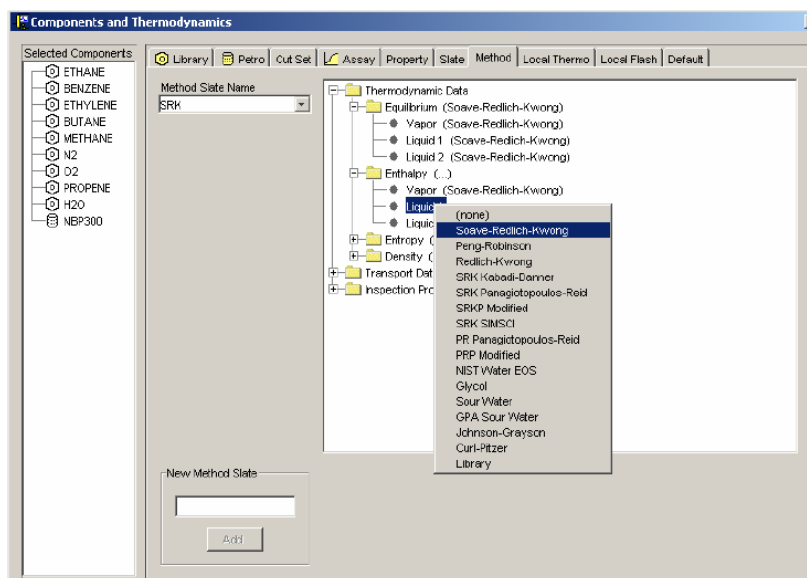 Components and Thermodynamics
Selected Components
ETHANE
BENZENE
ETHYLENE
BUTANE
METHANE
N2
O2
PROPENE
H2O
NBP300
Library Petro Cut Set Assay Property Slate Method Local Thermo Local Flash Default
Method Slate Name
SRK
Thermodynamic Data
Equilibrium (Soave-Redlich-Kwong)
Vapor (Soave-Redlich-Kwong)
Liquid 1 (Soave-Redlich-Kwong)
Liquid 2 (Soave-Redlich-Kwong)
Enthalpy (...)
Vapor (Soave-Redlich-Kwong)
Liquid
Liquic
Entropy (
Density (
Transport Dat
Inspection Pro
(none)
Soave-Redlich-Kwong
Peng-Robinson
Redlich-Kwong
SRK Kabadi-Danner
SRK Panagiotopoulos-Reid
SRKP Modified
SRK SIMSCI
PR Panagiotopoulos-Reid
PRP Modified
NIST Water EOS
Glycol
Sour Water
GPA Sour Water
Johnson-Grayson
Curl-Pitzer
Library
New Method Slate
Add